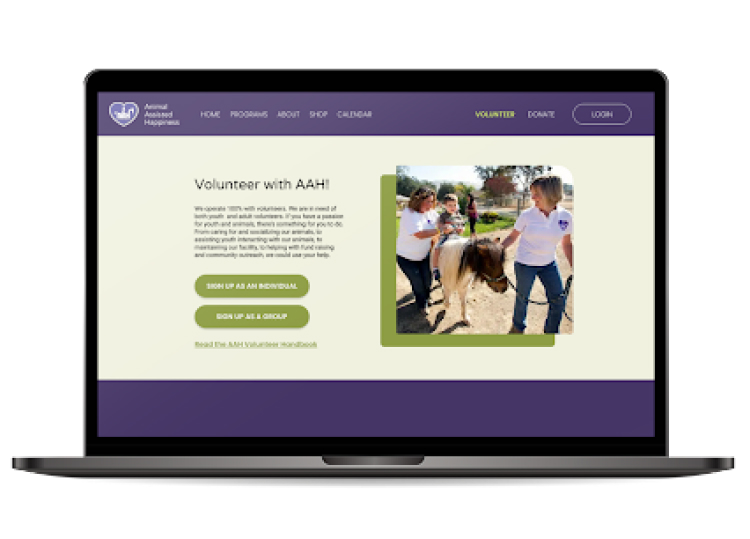 Animal
Assisted
Happiness
HOME PROGRAMS ABOUT SHOP CALENDAR VOLUNTEER DONATE LOGIN
Volunteer with AAH!
We operate 100% with volunteers. We are in need of
both youth and adult volunteers. If you have a passion
for youth and animals, there's something for you to do.
From caring for and socializing our animals, to
assisting youth interacting with our animals, to
maintaining our facility, to helping with fund raising
and community outreach, we could use your help.
SIGN UP AS AN INDIVIDUAL
SIGN UP AS A GROUP
Read the AAH Volunteer Handbook